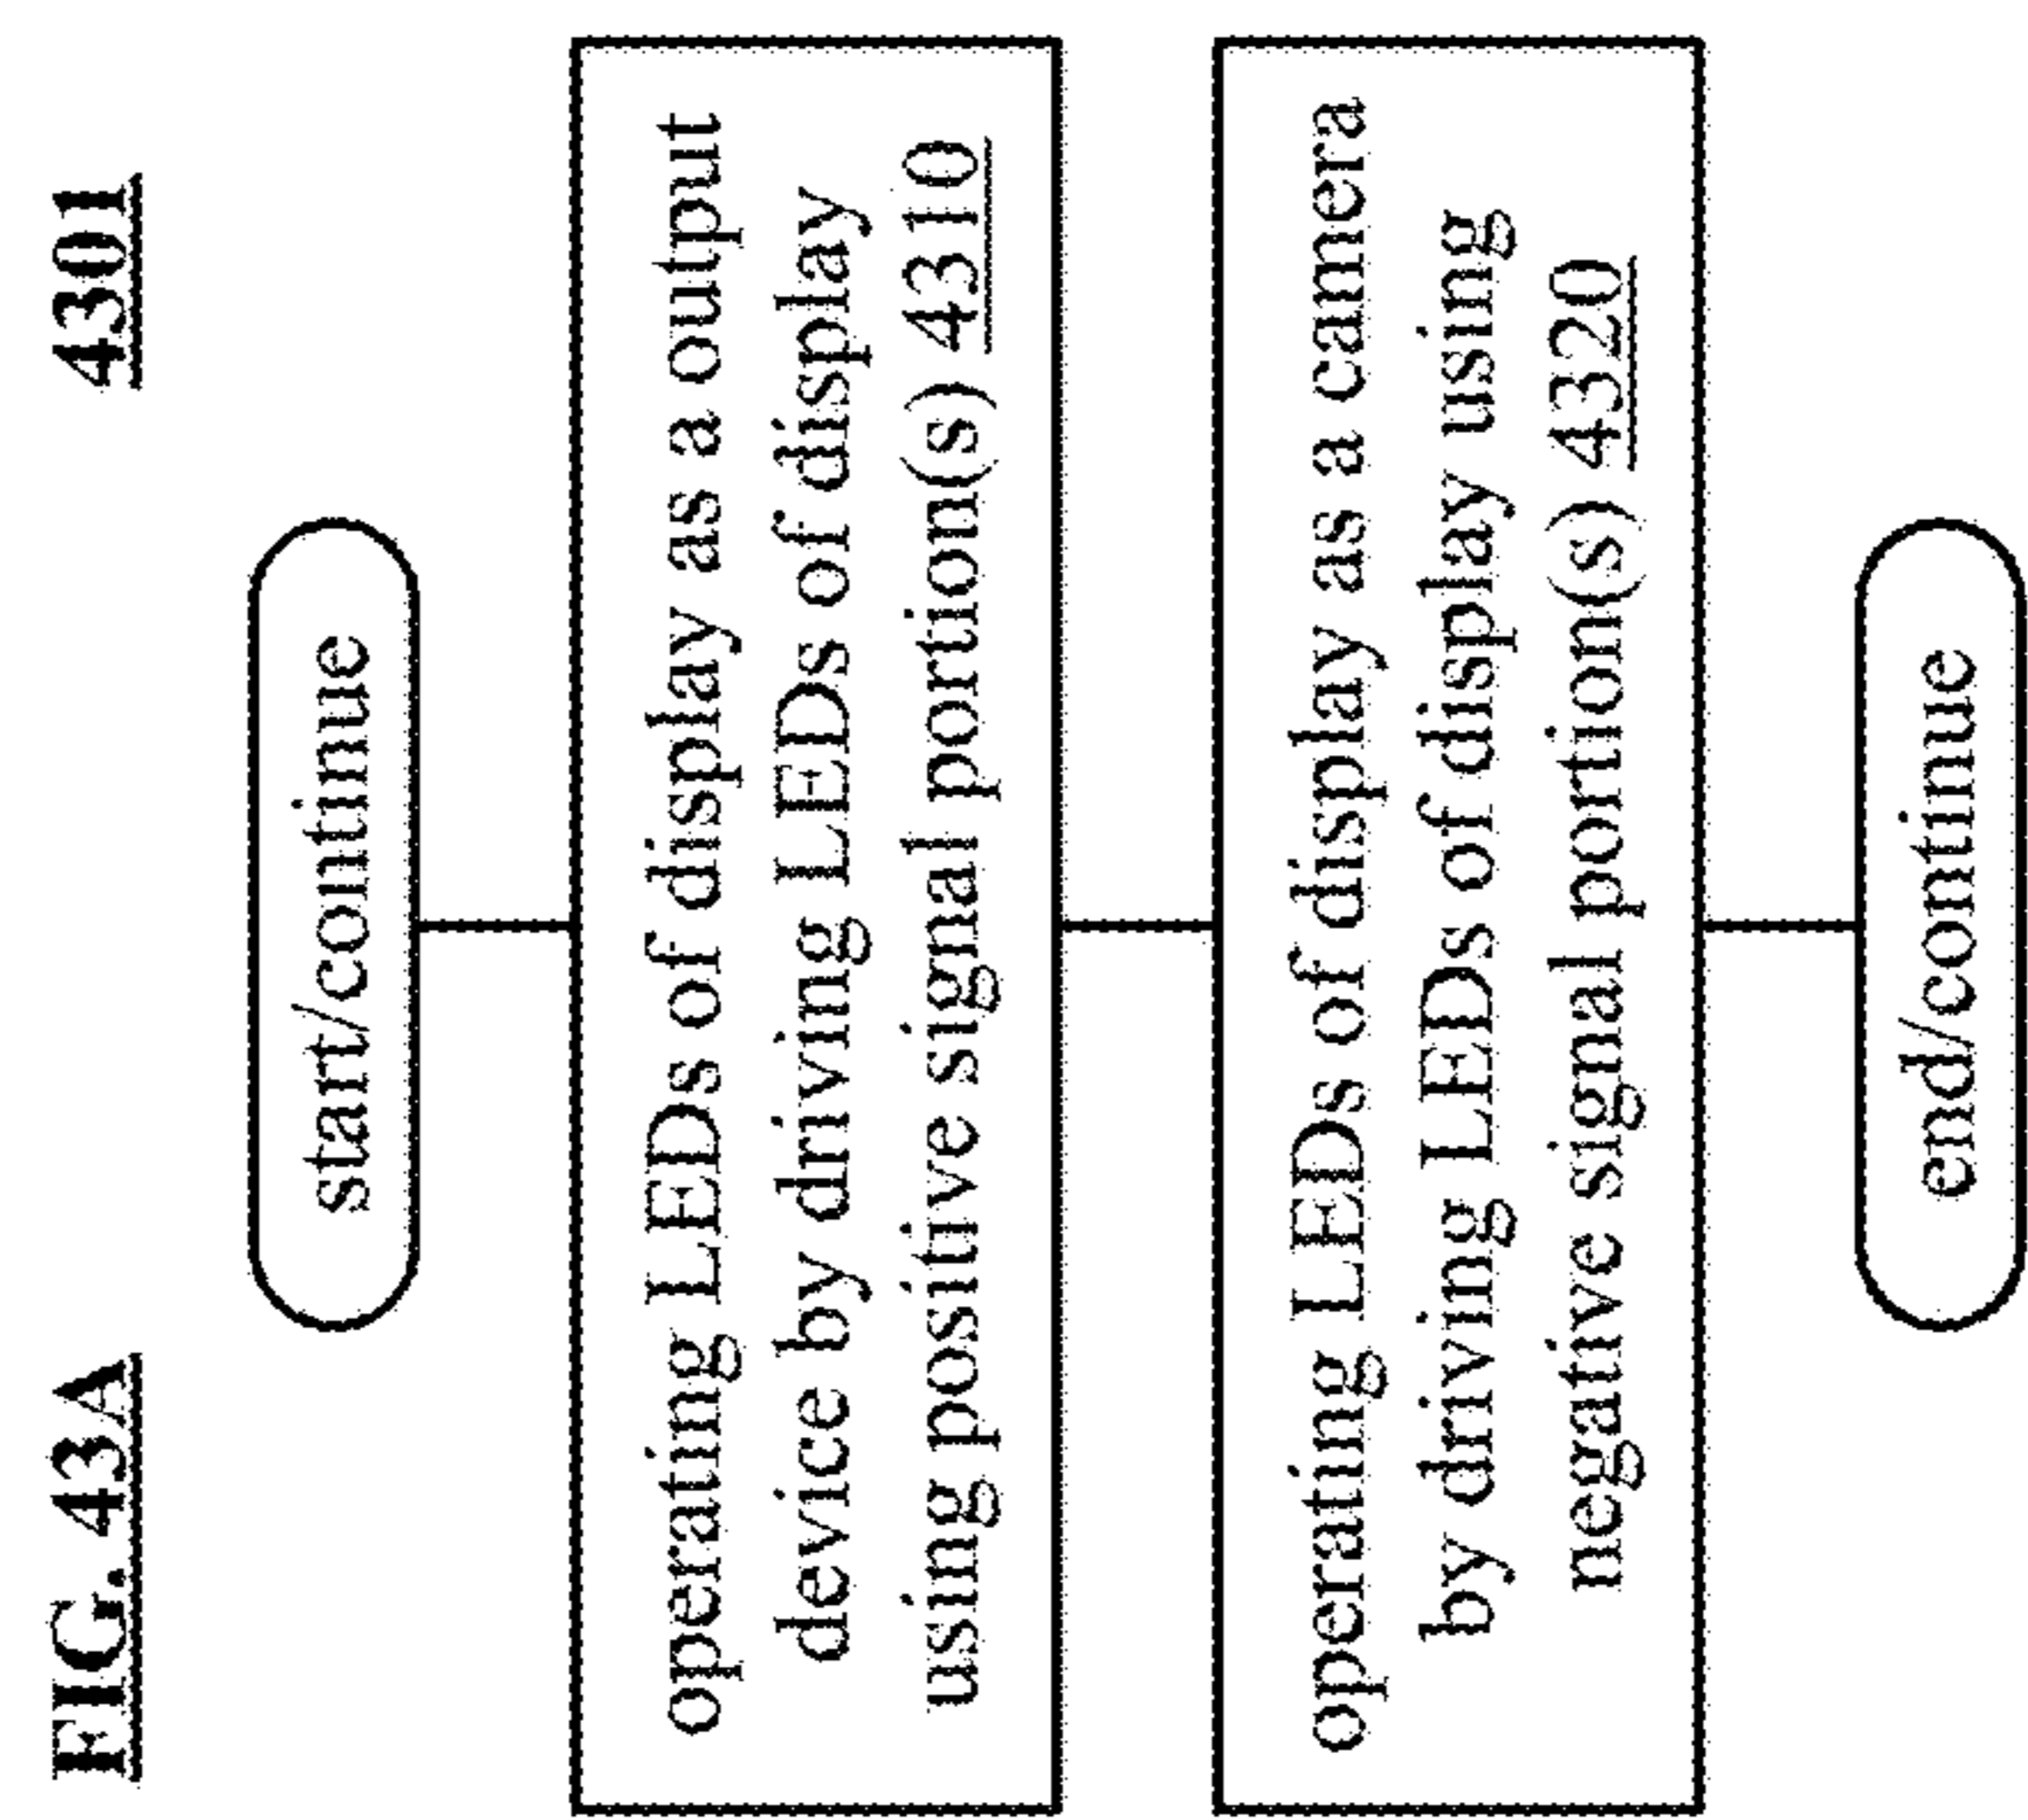 FIG. 43A 4301
start/continue
operating LEDs of display as a output
device by driving LEDs of display
using positive signal portion(s) 4310
operating LEDs of display as a camera
by driving LEDs of display using
negative signal portion(s) 4320
end/continue